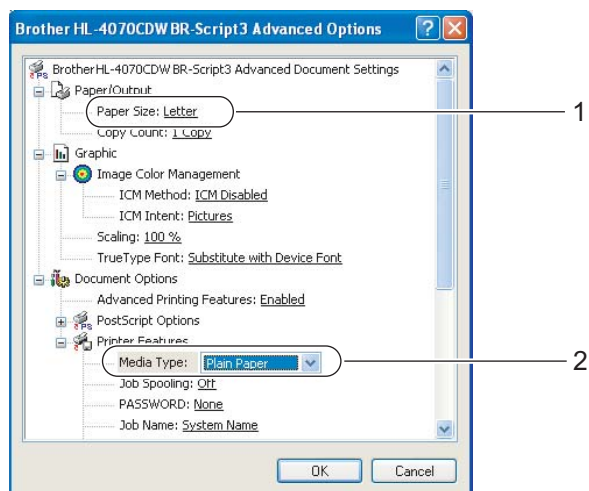 Brother HL-4070CDW BR-Script3 Advanced Options
BrotherHL-4070CDW BR-Script3 Advanced Document Settings
Paper/Output
Paper Size: Letter
1
Copy Count: 1 Copy
Graphic
Image Color Management
ICM Method: ICM Disabled
ICM Intent: Pictures
Scaling: 100 %
TrueType Font: Substitute with Device Font
Document Options
Advanced Printing Features: Enabled
PostScript Options
Printer Features
Media Type: Plain Paper
2
Job Spooling: Off
PASSWORD: None
Job Name: System Name
OK Cancel